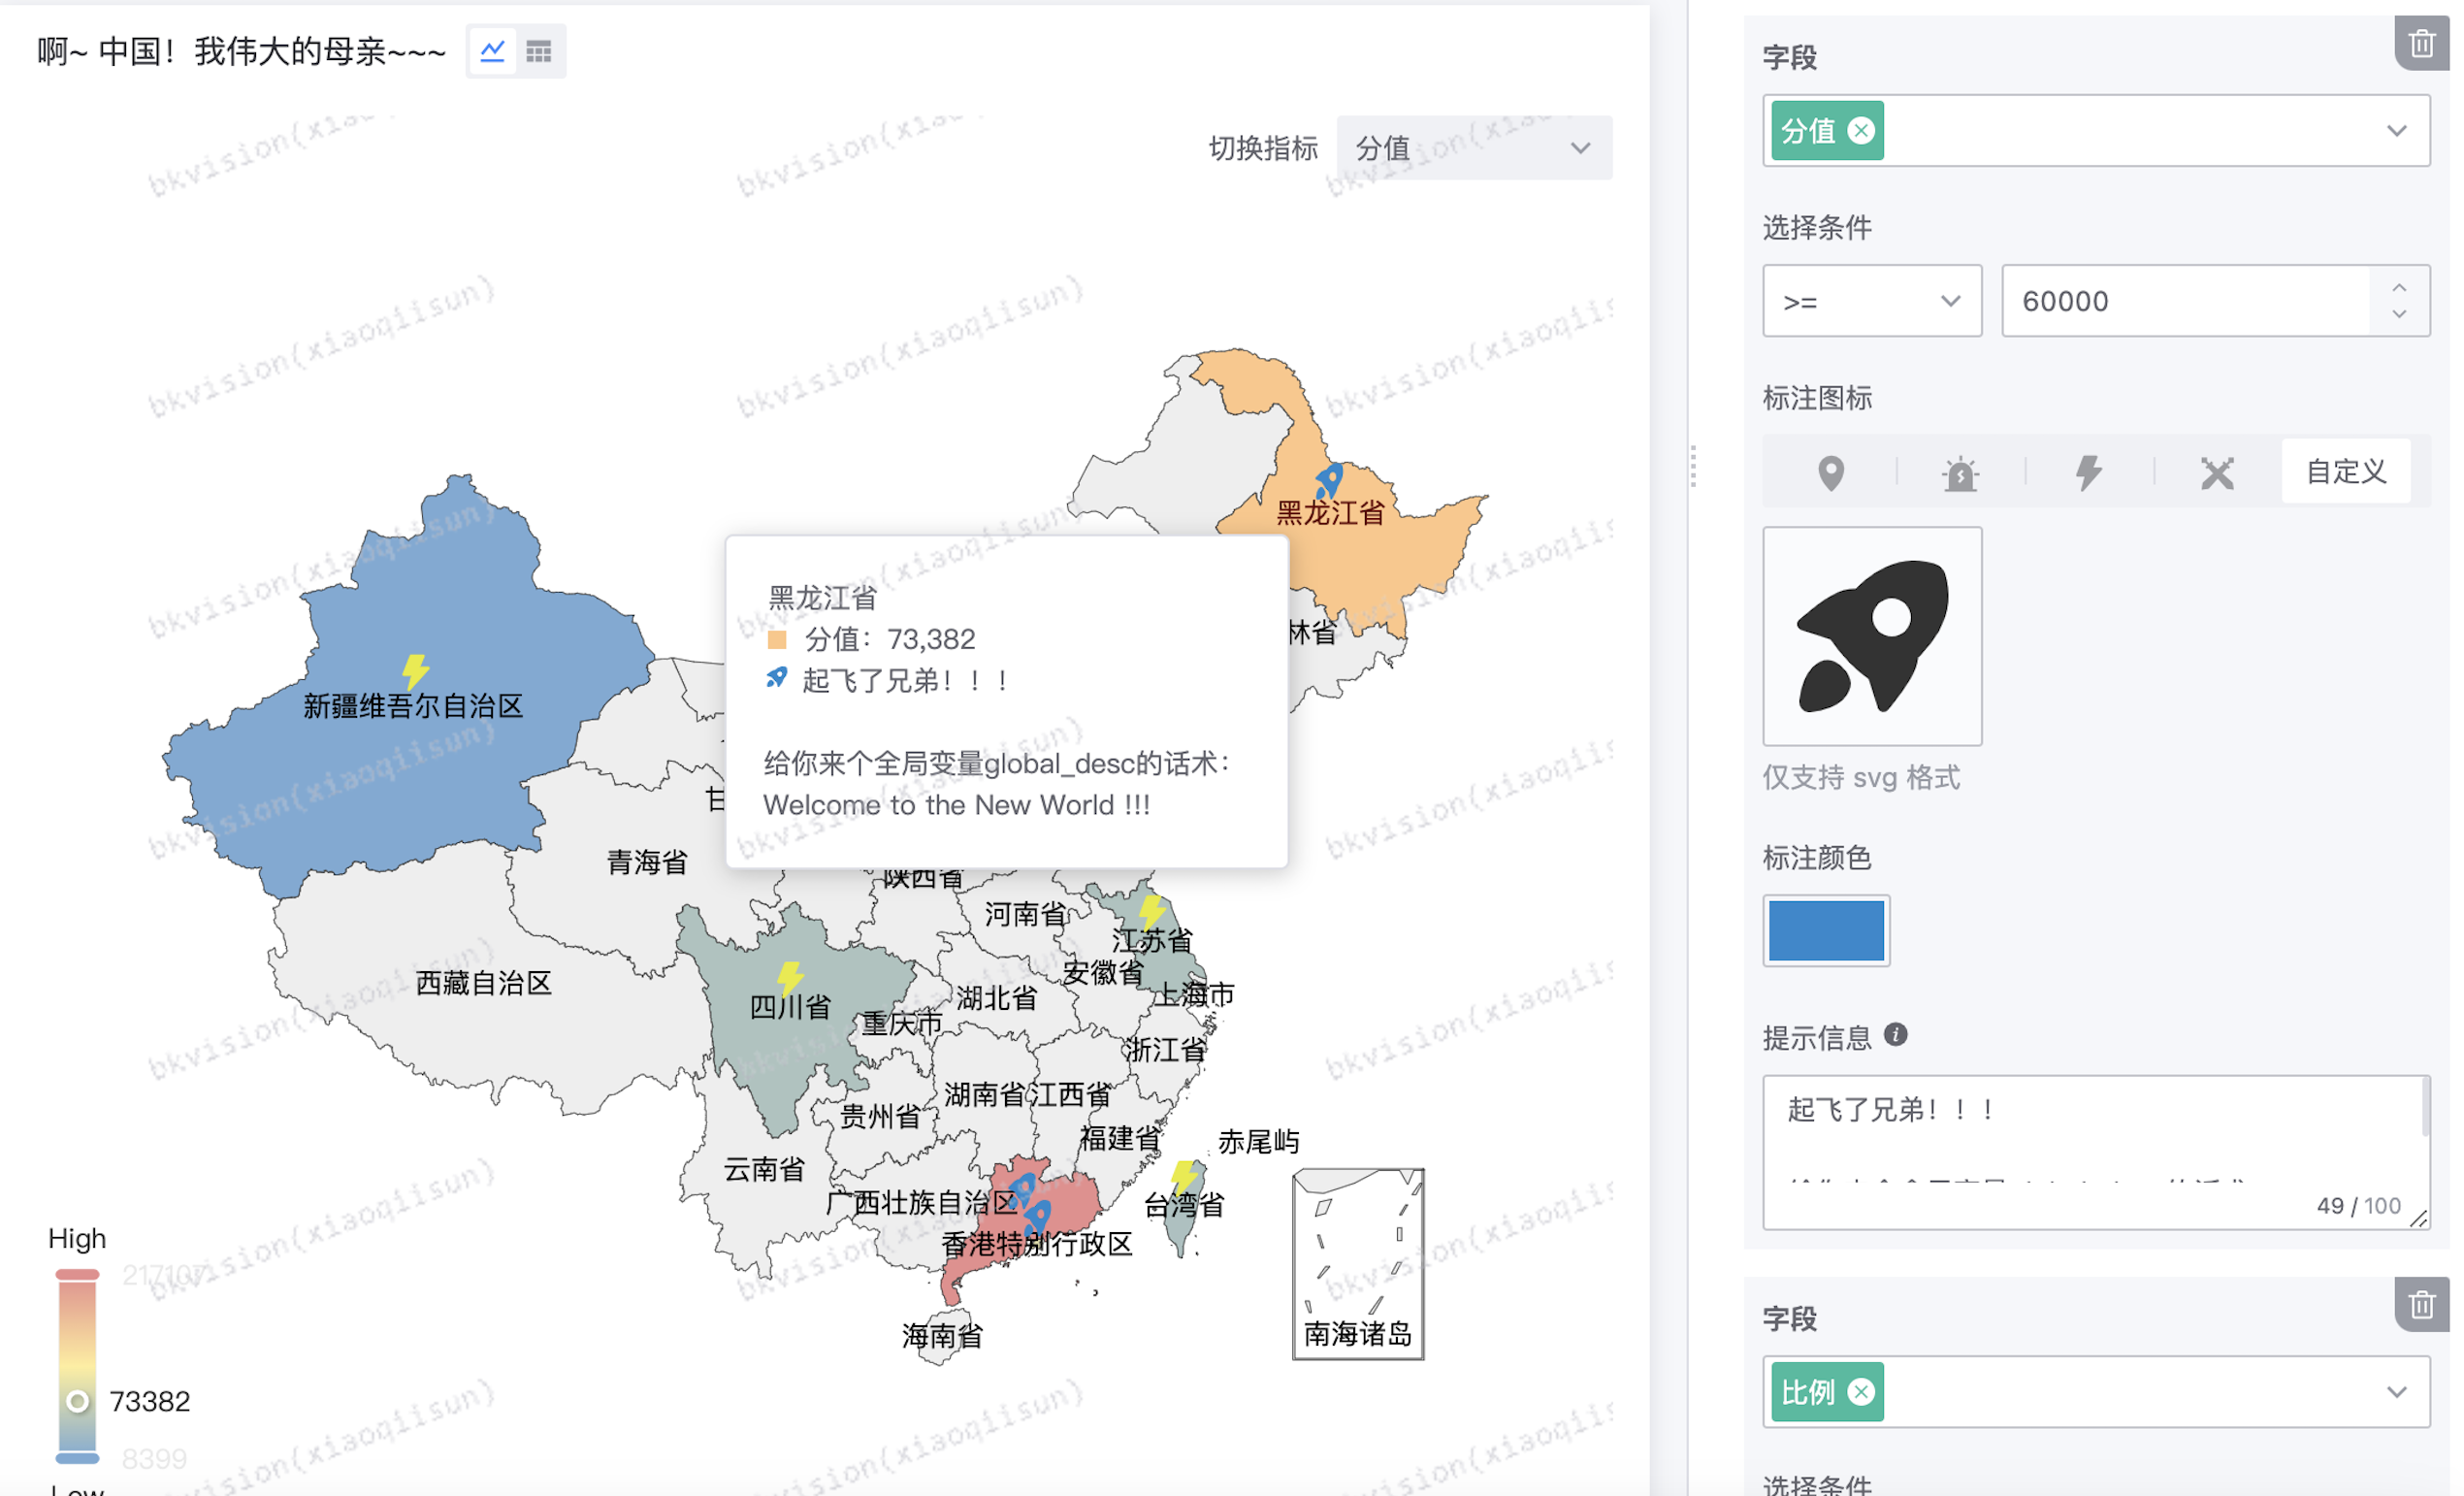 啊~ 中国！我伟大的母亲~~~
切换指标
分值
黑龙江省
林省
新疆维吾尔自治区
黑龙江省
分值：73,382
起飞了兄弟！！！
给你来个全局变量global_desc的话术：
Welcome to the New World !!!
甘
青海省
陕西省
河南省
江苏省
西藏自治区
安徽省
四川省
湖北省
上海市
重庆市
浙江省
湖南省
江西省
贵州省
福建省
赤尾屿
云南省
广西壮族自治区
台湾省
香港特别行政区
海南省
南海诸岛
High
217107
73382
8399
Low
bkvision(xiaoqiisun)
bkvision(xiaoqiisun)
bkvision(xiaoqiisun)
bkvision(xiaoqiisun)
字段
分值
选择条件
>=
60000
标注图标
自定义
仅支持 svg 格式
标注颜色
提示信息
起飞了兄弟！！！
49 / 100
字段
比例
选择条件